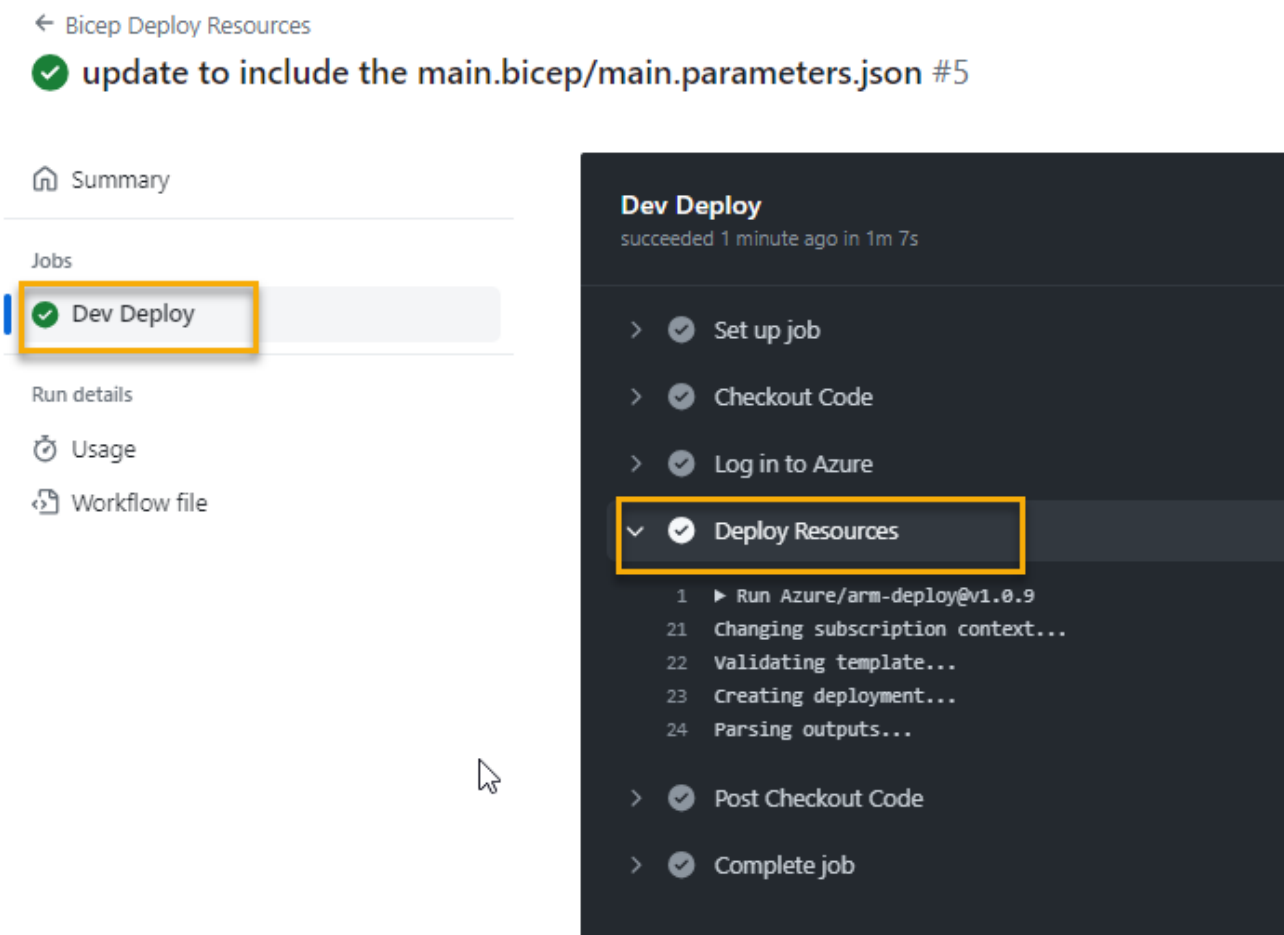 Bicep Deploy Resources
update to include the main.bicep/main.parameters.json #5
Summary
Jobs
Dev Deploy
Run details
Usage
Workflow file
Dev Deploy
succeeded 1 minute ago in 1m 7s
Set up job
Checkout Code
Log in to Azure
Deploy Resources
1 ▶ Run Azure/arm-deploy@v1.0.9
21 Changing subscription context...
22 Validating template...
23 Creating deployment...
24 Parsing outputs...
Post Checkout Code
Complete job